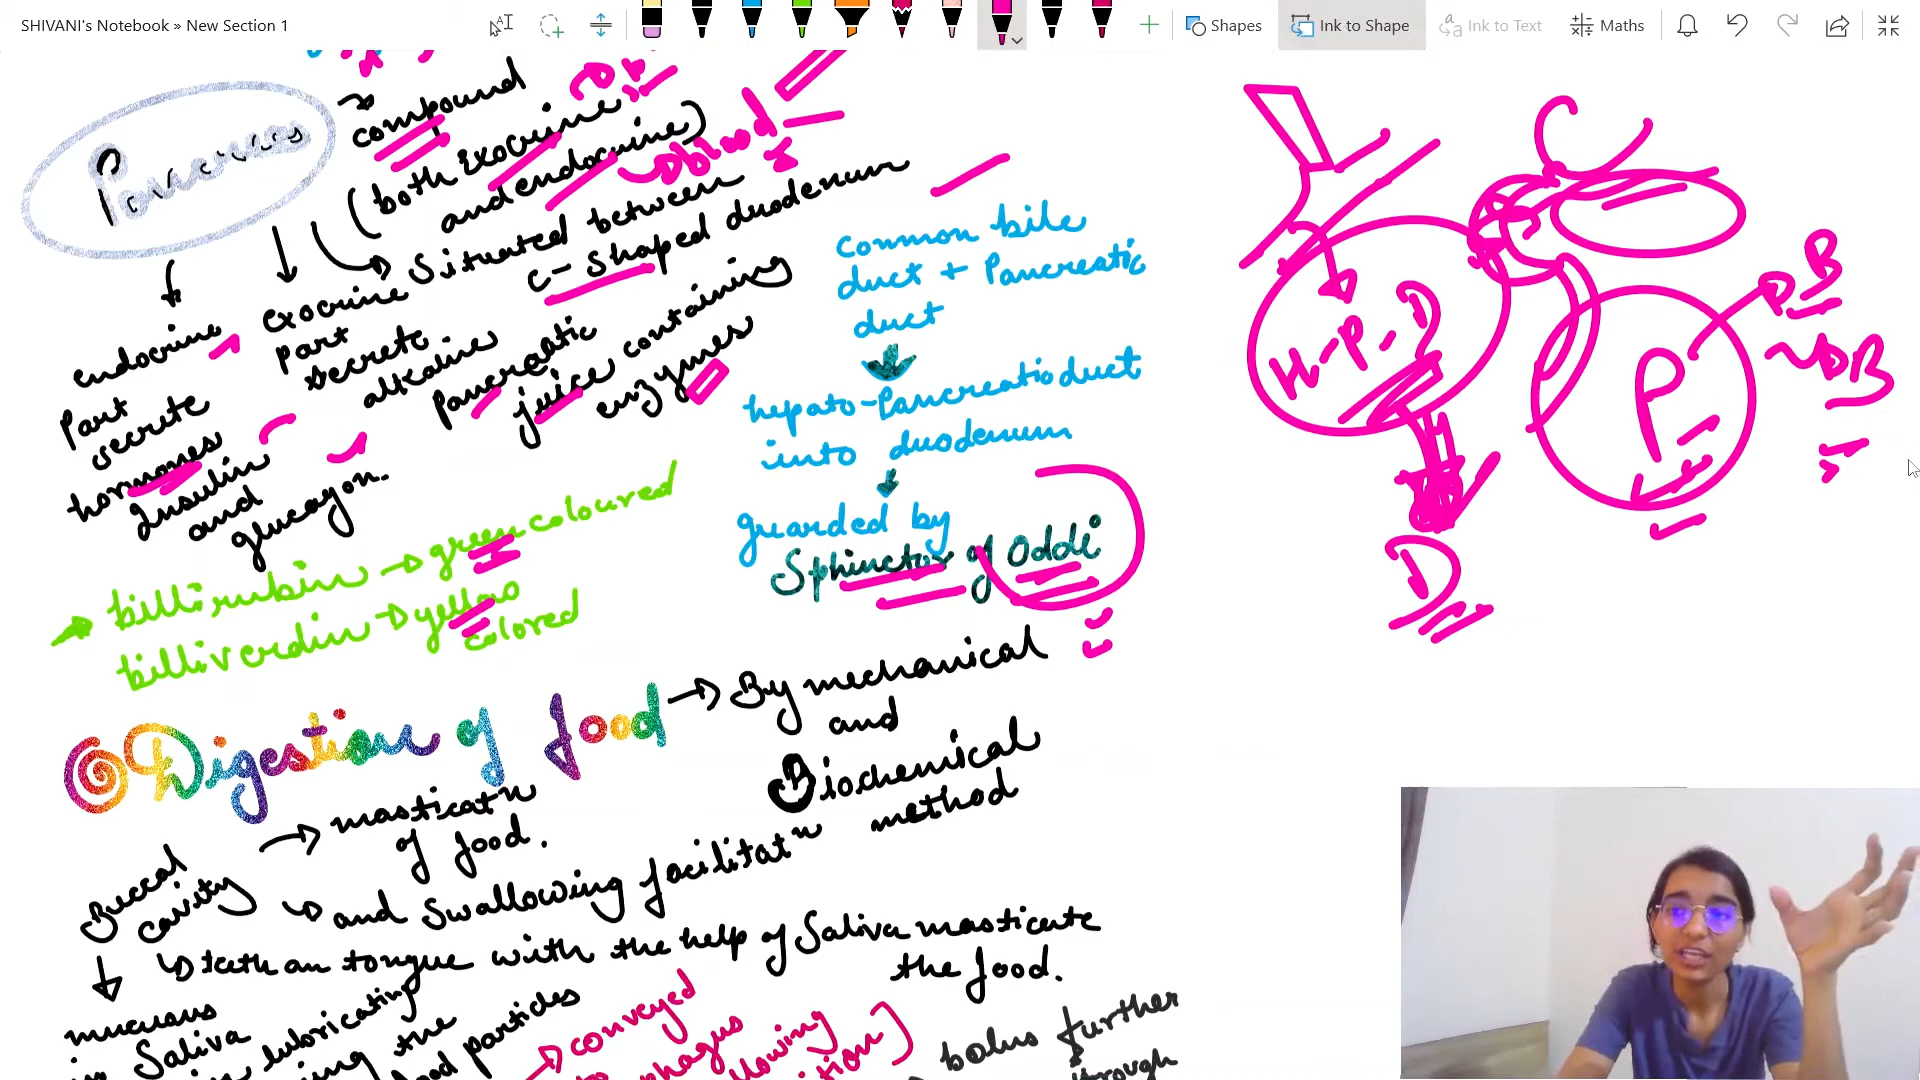 SHIVANI's Notebook » New Section 1
Shapes
Ink to Shape
Ink to Text
Maths
Pancreas
compound
(both exocrine
and endocrine)
blood
Situated between
C-shaped duodenum
endocrine
part
secrete
hormones
Insulin
and
glucagon.
exocrine
part
secrete
alkaline
Pancreatic
juice containing
enzymes
common bile
duct + Pancreatic
duct
hepato-Pancreatic duct
into duodenum
guarded by
Sphincter of Oddi
H-P-D
P
B
B
D
C
billirubin → green coloured
billiverdin → yellow
colored
Digestion of food → By mechanical
and
Biochemical
method
Buccal
cavity
masticatn
of food.
and swallowing facilitatn
teeth an tongue with the help of Saliva masticate
the food.
mucuous
in Saliva
lubricating
the
food particles
conveyed
bolus further
through